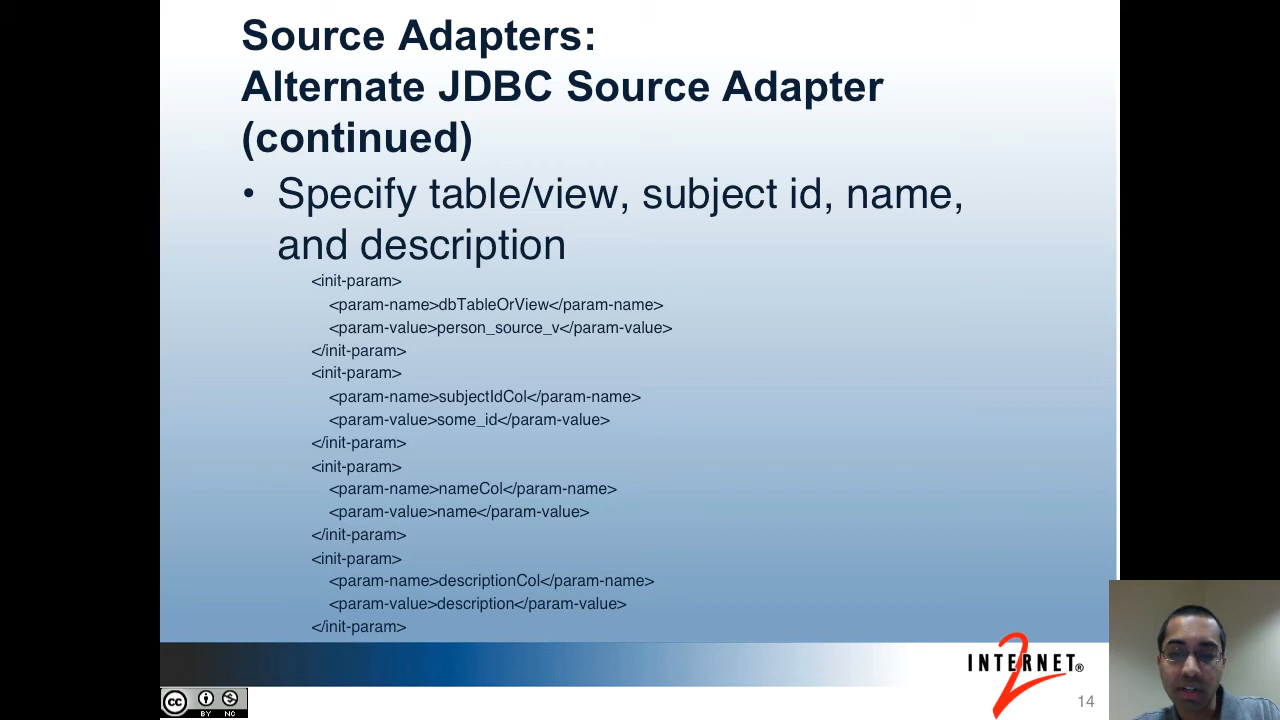 Source Adapters:
Alternate JDBC Source Adapter
(continued)
• Specify table/view, subject id, name,
and description
<init-param>
<param-name>dbTableOrView</param-name>
<param-value>person_source_v</param-value>
</init-param>
<init-param>
<param-name>subjectIdCol</param-name>
<param-value>some_id</param-value>
</init-param>
<init-param>
<param-name>nameCol</param-name>
<param-value>name</param-value>
</init-param>
<init-param>
<param-name>descriptionCol</param-name>
<param-value>description</param-value>
</init-param>
INTERNET®
2
14
cc
BY NC